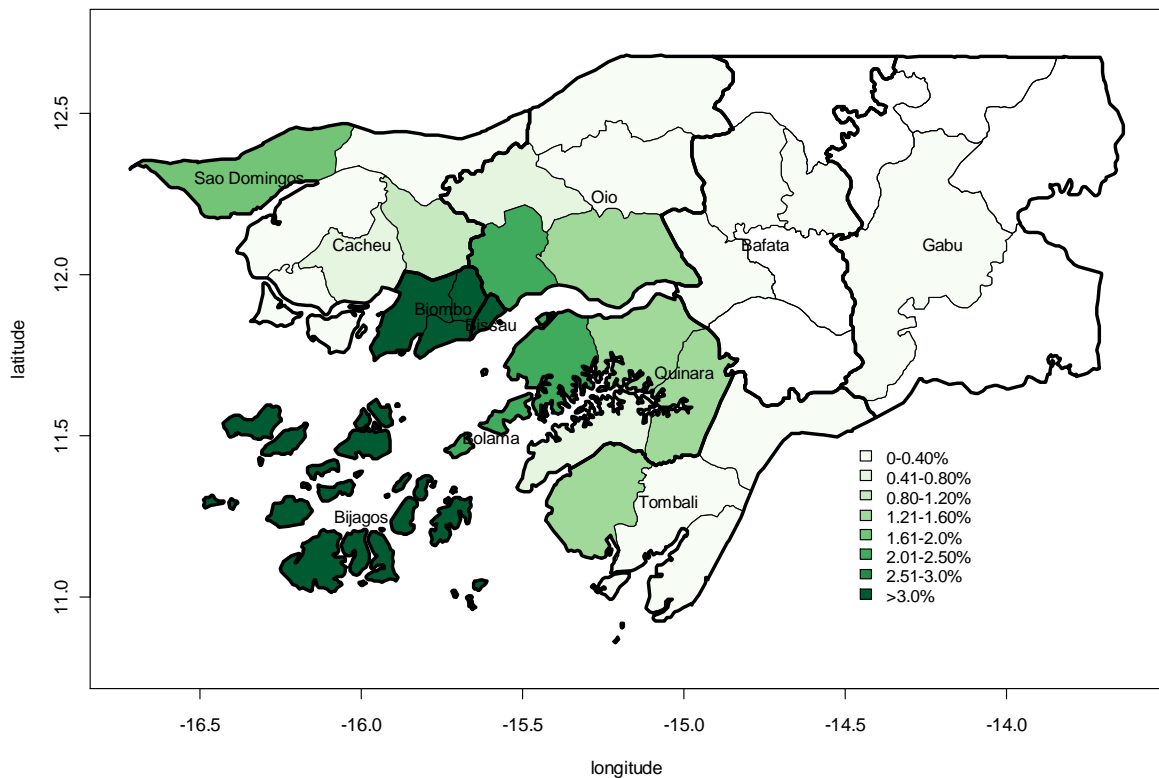 latitude
12.5
12.0
11.5
11.0
Sao Domingos
Oio
Cacheu
Bafata
Gabu
Biombo
Bissau
Quinara
Bolama
Tombali
Bijagos
0-0.40%
0.41-0.80%
0.80-1.20%
1.21-1.60%
1.61-2.0%
2.01-2.50%
2.51-3.0%
>3.0%
-16.5 -16.0 -15.5 -15.0 -14.5 -14.0
longitude